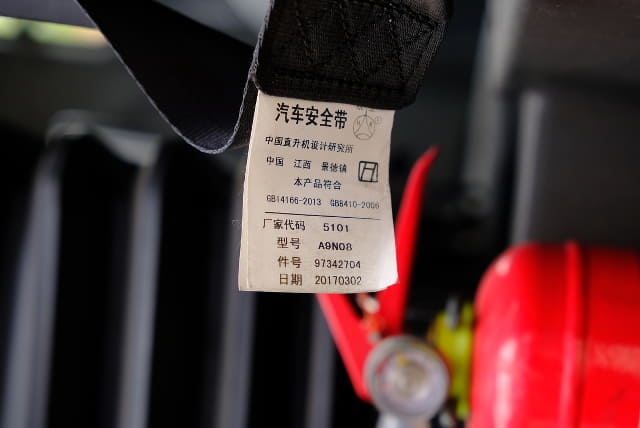 汽车安全带
中国直升机设计研究所
中国 江西 景德镇
本产品符合
GB14166-2013 GB8410-2006
厂家代码 5101
型号 A9N08
件号 97342704
日期 20170302